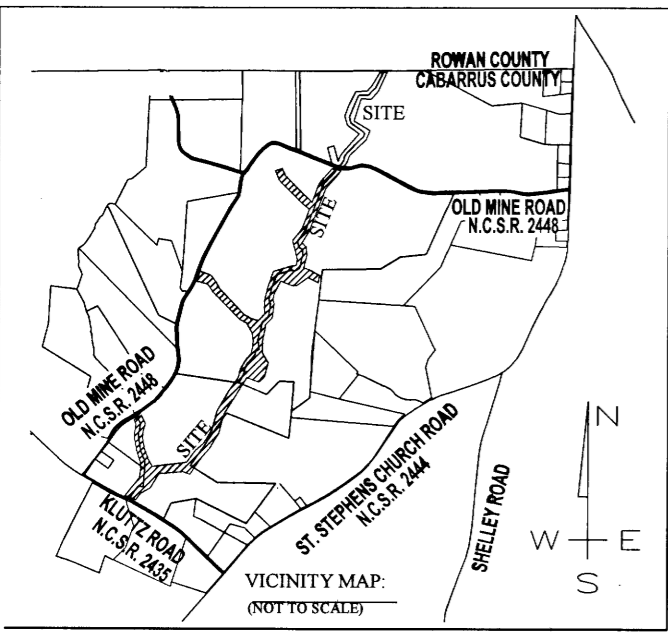 ROWAN COUNTY
CABARRUS COUNTY
SITE
OLD MINE ROAD
N.C.S.R. 2448
SITE
OLD MINE ROAD
N.C.S.R. 2448
SITE
ST. STEPHENS CHURCH ROAD
N.C.S.R. 2444
SHELLEY ROAD
KLUTTZ ROAD
N.C.S.R. 2435
N
W E
S
VICINITY MAP:
(NOT TO SCALE)